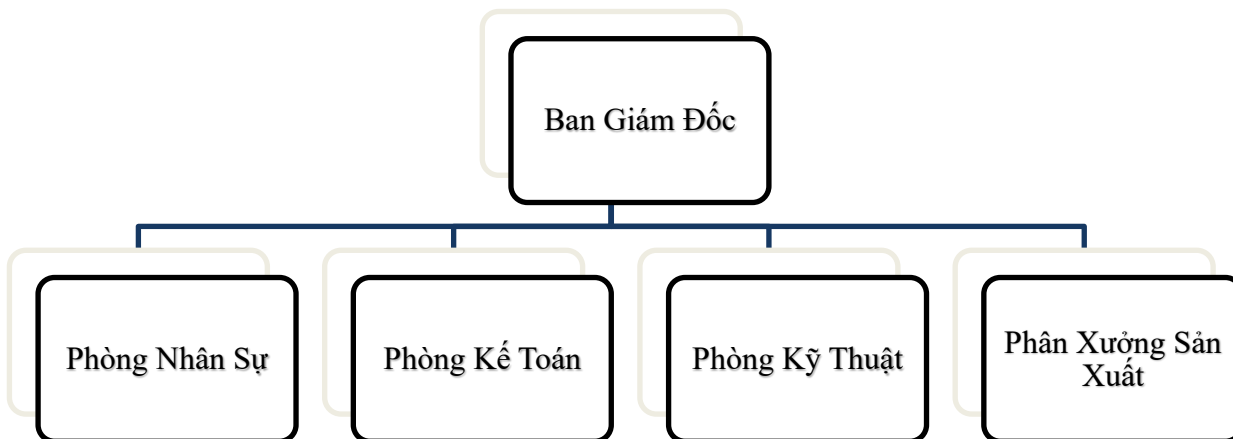 Ban Giám Đốc
Phòng Nhân Sự
Phòng Kế Toán
Phòng Kỹ Thuật
Phân Xưởng Sản
Xuất